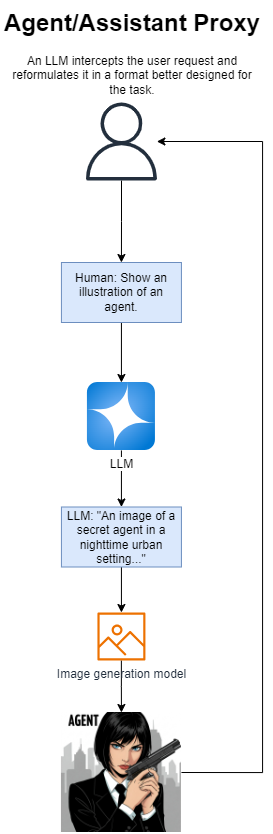 Agent/Assistant Proxy
An LLM intercepts the user request and
reformulates it in a format better designed for
the task.
Human: Show an
illustration of an
agent.
LLM
LLM: "An image of a
secret agent in a
nighttime urban
setting..."
Image generation model
AGENT